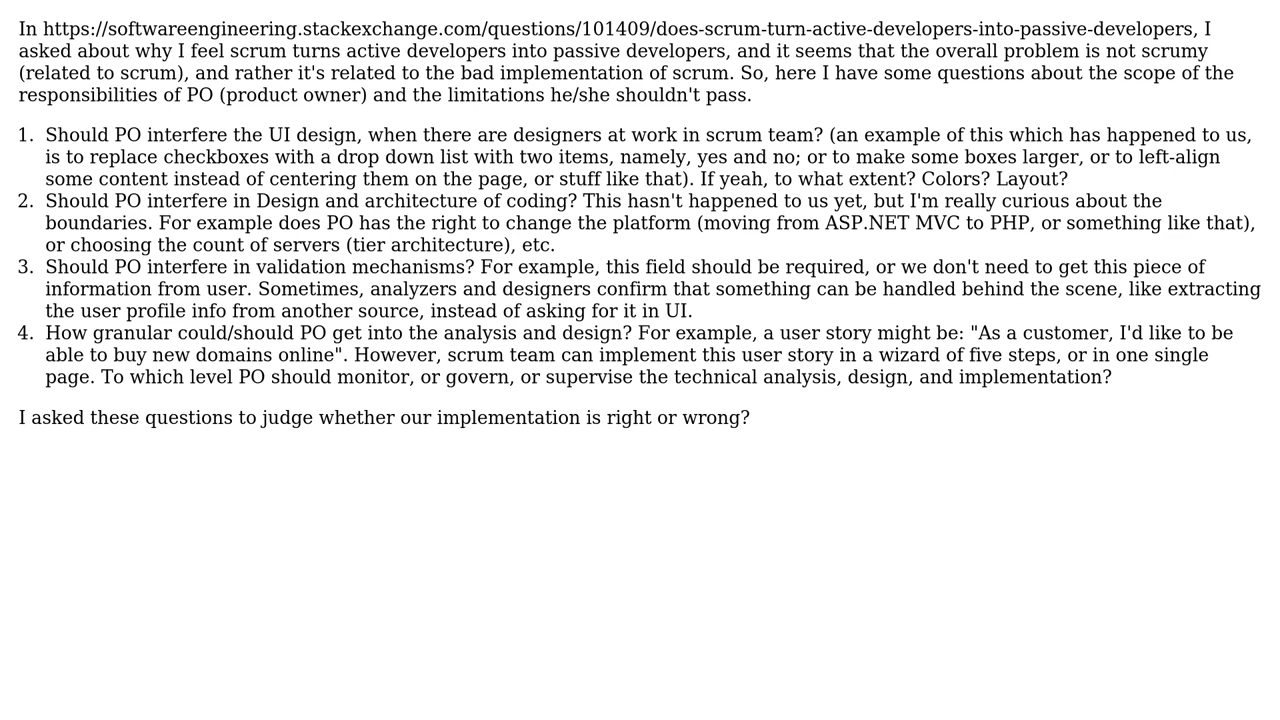 In https://softwareengineering.stackexchange.com/questions/101409/does-scrum-turn-active-developers-into-passive-developers, I
asked about why I feel scrum turns active developers into passive developers, and it seems that the overall problem is not scrumy
(related to scrum), and rather it's related to the bad implementation of scrum. So, here I have some questions about the scope of the
responsibilities of PO (product owner) and the limitations he/she shouldn't pass.
1. Should PO interfere the UI design, when there are designers at work in scrum team? (an example of this which has happened to us,
is to replace checkboxes with a drop down list with two items, namely, yes and no; or to make some boxes larger, or to left-align
some content instead of centering them on the page, or stuff like that). If yeah, to what extent? Colors? Layout?
2. Should PO interfere in Design and architecture of coding? This hasn't happened to us yet, but I'm really curious about the
boundaries. For example does PO has the right to change the platform (moving from ASP.NET MVC to PHP, or something like that),
or choosing the count of servers (tier architecture), etc.
3. Should PO interfere in validation mechanisms? For example, this field should be required, or we don't need to get this piece of
information from user. Sometimes, analyzers and designers confirm that something can be handled behind the scene, like extracting
the user profile info from another source, instead of asking for it in UI.
4. How granular could/should PO get into the analysis and design? For example, a user story might be: "As a customer, I'd like to be
able to buy new domains online". However, scrum team can implement this user story in a wizard of five steps, or in one single
page. To which level PO should monitor, or govern, or supervise the technical analysis, design, and implementation?
I asked these questions to judge whether our implementation is right or wrong?